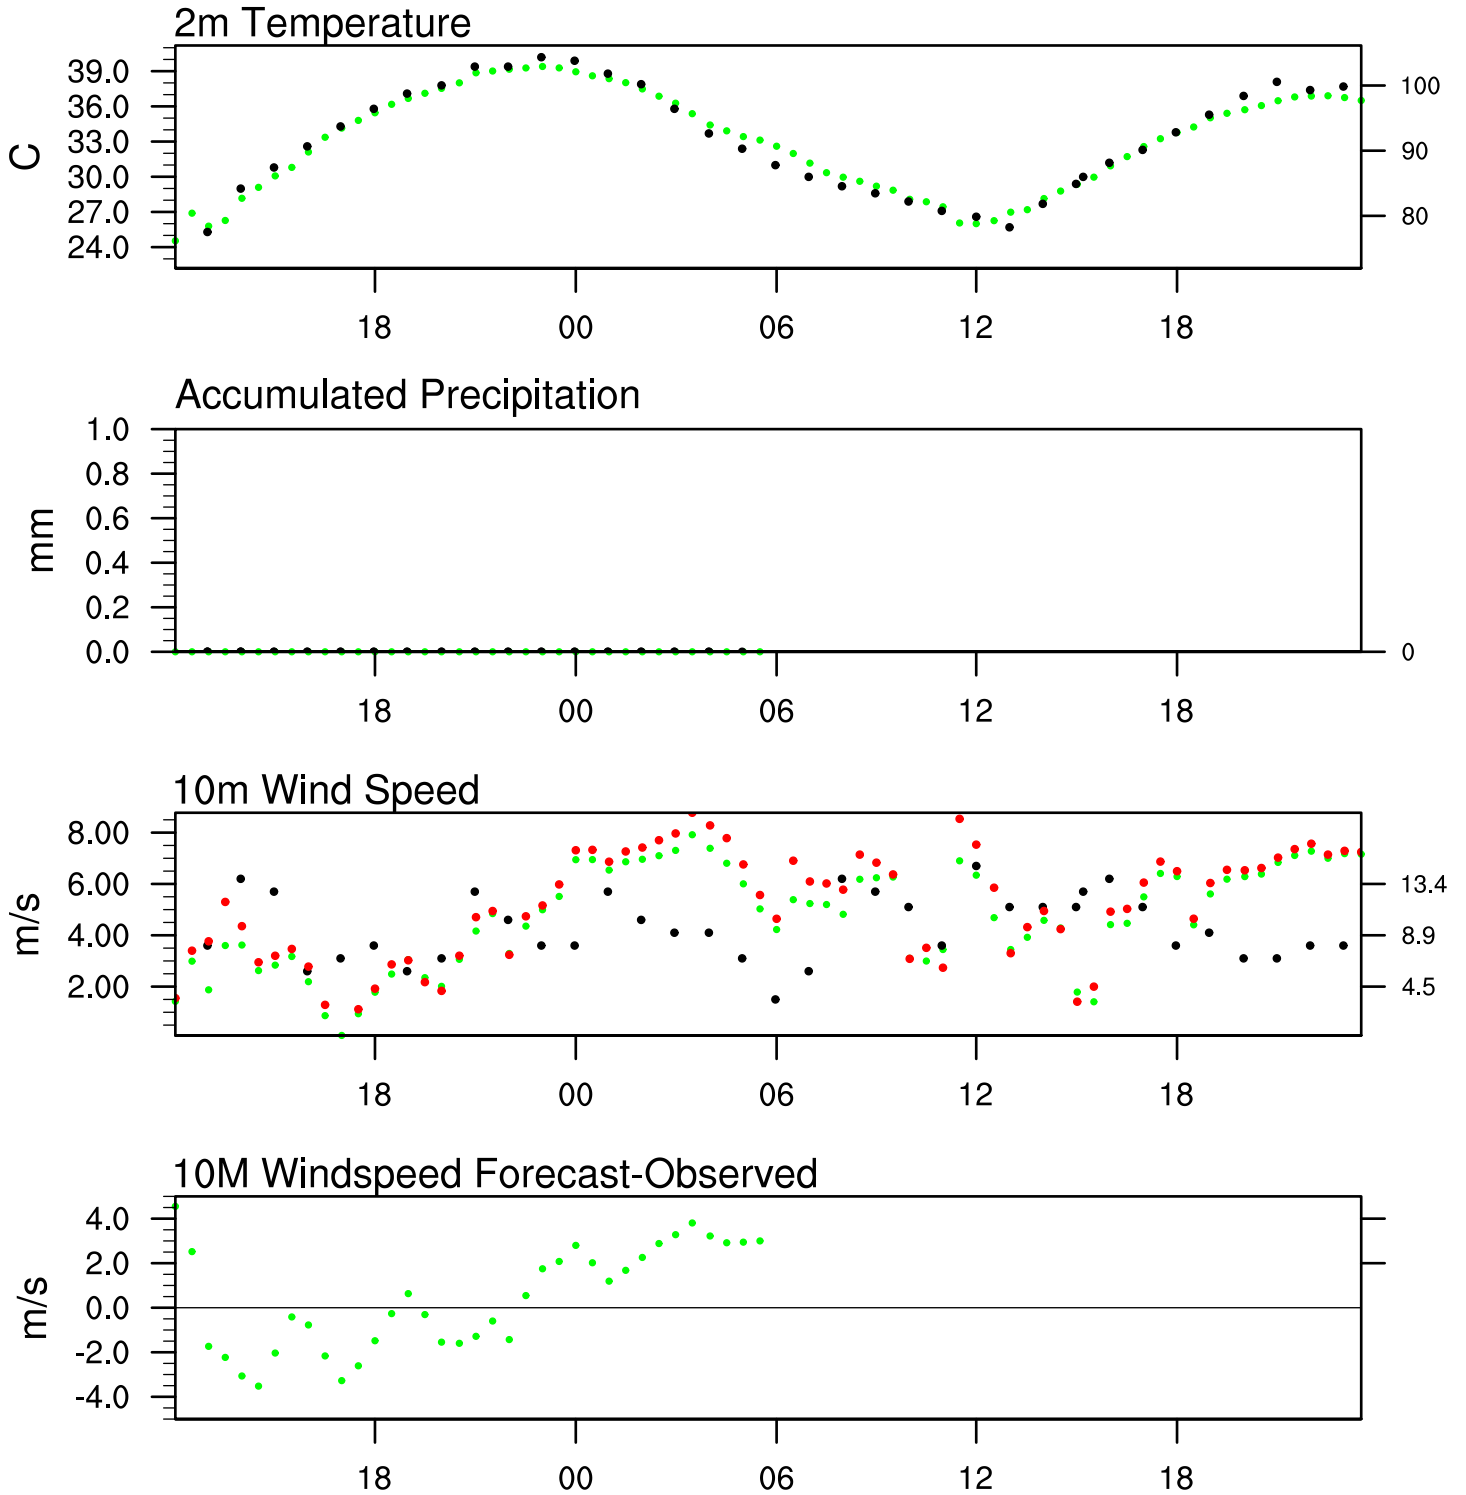 2m Temperature
39.0
36.0
33.0
30.0
27.0
24.0
C
100
90
80
18 00 06 12 18
Accumulated Precipitation
1.0
0.8
0.6
0.4
0.2
0.0
mm
0
18 00 06 12 18
10m Wind Speed
8.00
6.00
4.00
2.00
m/s
13.4
8.9
4.5
18 00 06 12 18
10M Windspeed Forecast-Observed
4.0
2.0
0.0
-2.0
-4.0
m/s
18 00 06 12 18